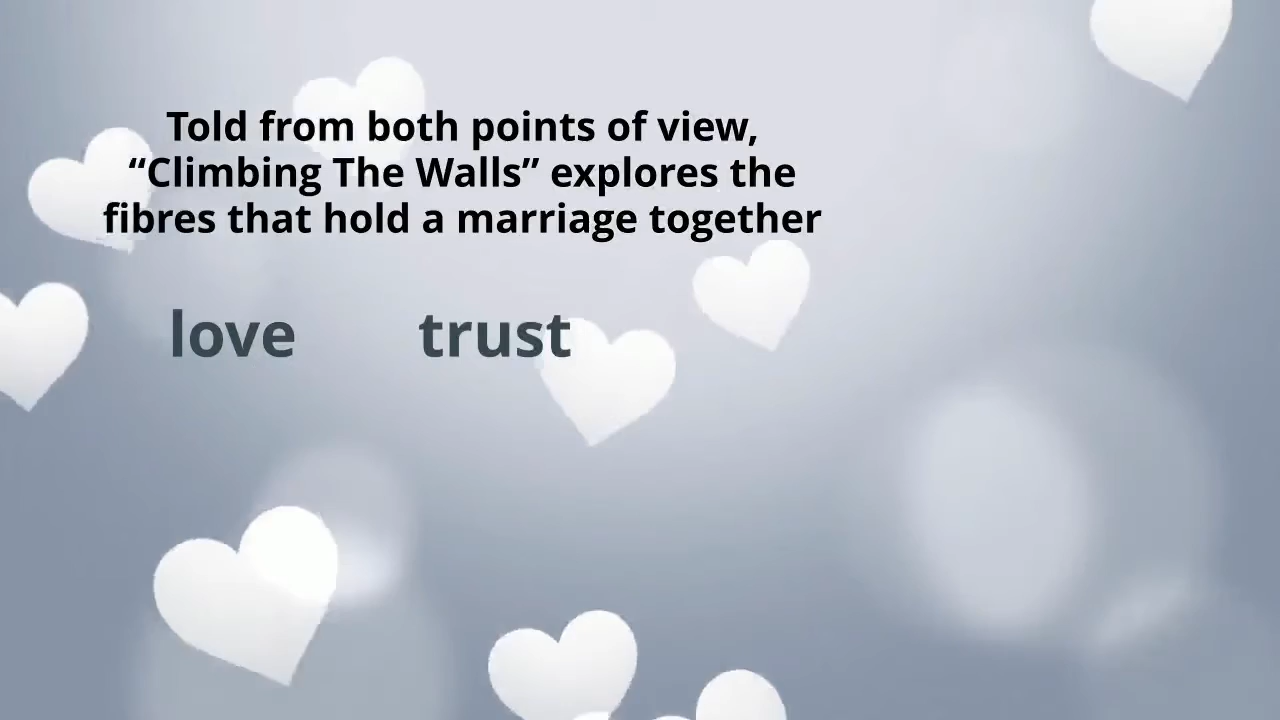 Told from both points of view,
“Climbing The Walls” explores the
fibres that hold a marriage together
love trust